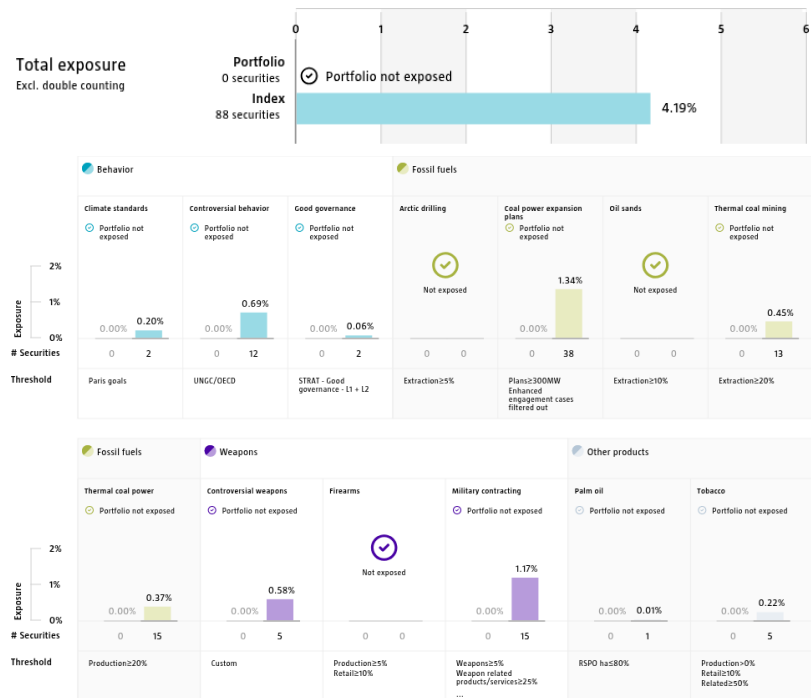 0 1 2 3 4 5 6
Total exposure
Excl. double counting
Portfolio
0 securities
Portfolio not exposed
Index
88 securities
4.19%
Behavior
Fossil fuels
Climate standards
Portfolio not
exposed
Controversial behavior
Portfolio not
exposed
Good governance
Portfolio not
exposed
Arctic drilling
Not exposed
Coal power expansion
plans
Portfolio not
exposed
Oil sands
Not exposed
Thermal coal mining
Portfolio not
exposed
Exposure
2%
1%
0%
0.00% 0.20% 0.00% 0.69% 0.00% 0.06% 0.00% 1.34% 0.00% 0.45%
# Securities 0 2 0 12 0 2 0 0 0 38 0 0 0 13
Threshold
Paris goals
UNGC/OECD
STRAT - Good
governance - L1 + L2
Extraction≥5%
Plans≥300MW
Enhanced
engagement cases
filtered out
Extraction≥10%
Extraction≥20%
Fossil fuels
Weapons
Other products
Thermal coal power
Portfolio not exposed
Controversial weapons
Portfolio not exposed
Firearms
Not exposed
Military contracting
Portfolio not exposed
Palm oil
Portfolio not exposed
Tobacco
Portfolio not exposed
Exposure
2%
1%
0%
0.00% 0.37% 0.00% 0.58% 0.00% 1.17% 0.00% 0.01% 0.00% 0.22%
# Securities 0 15 0 5 0 0 0 15 0 1 0 5
Threshold
Production≥20%
Custom
Production≥5%
Retail≥10%
Weapons≥5%
Weapon related
products/services≥25%
...
RSPO ha≤80%
Production>0%
Retail≥10%
Related≥50%